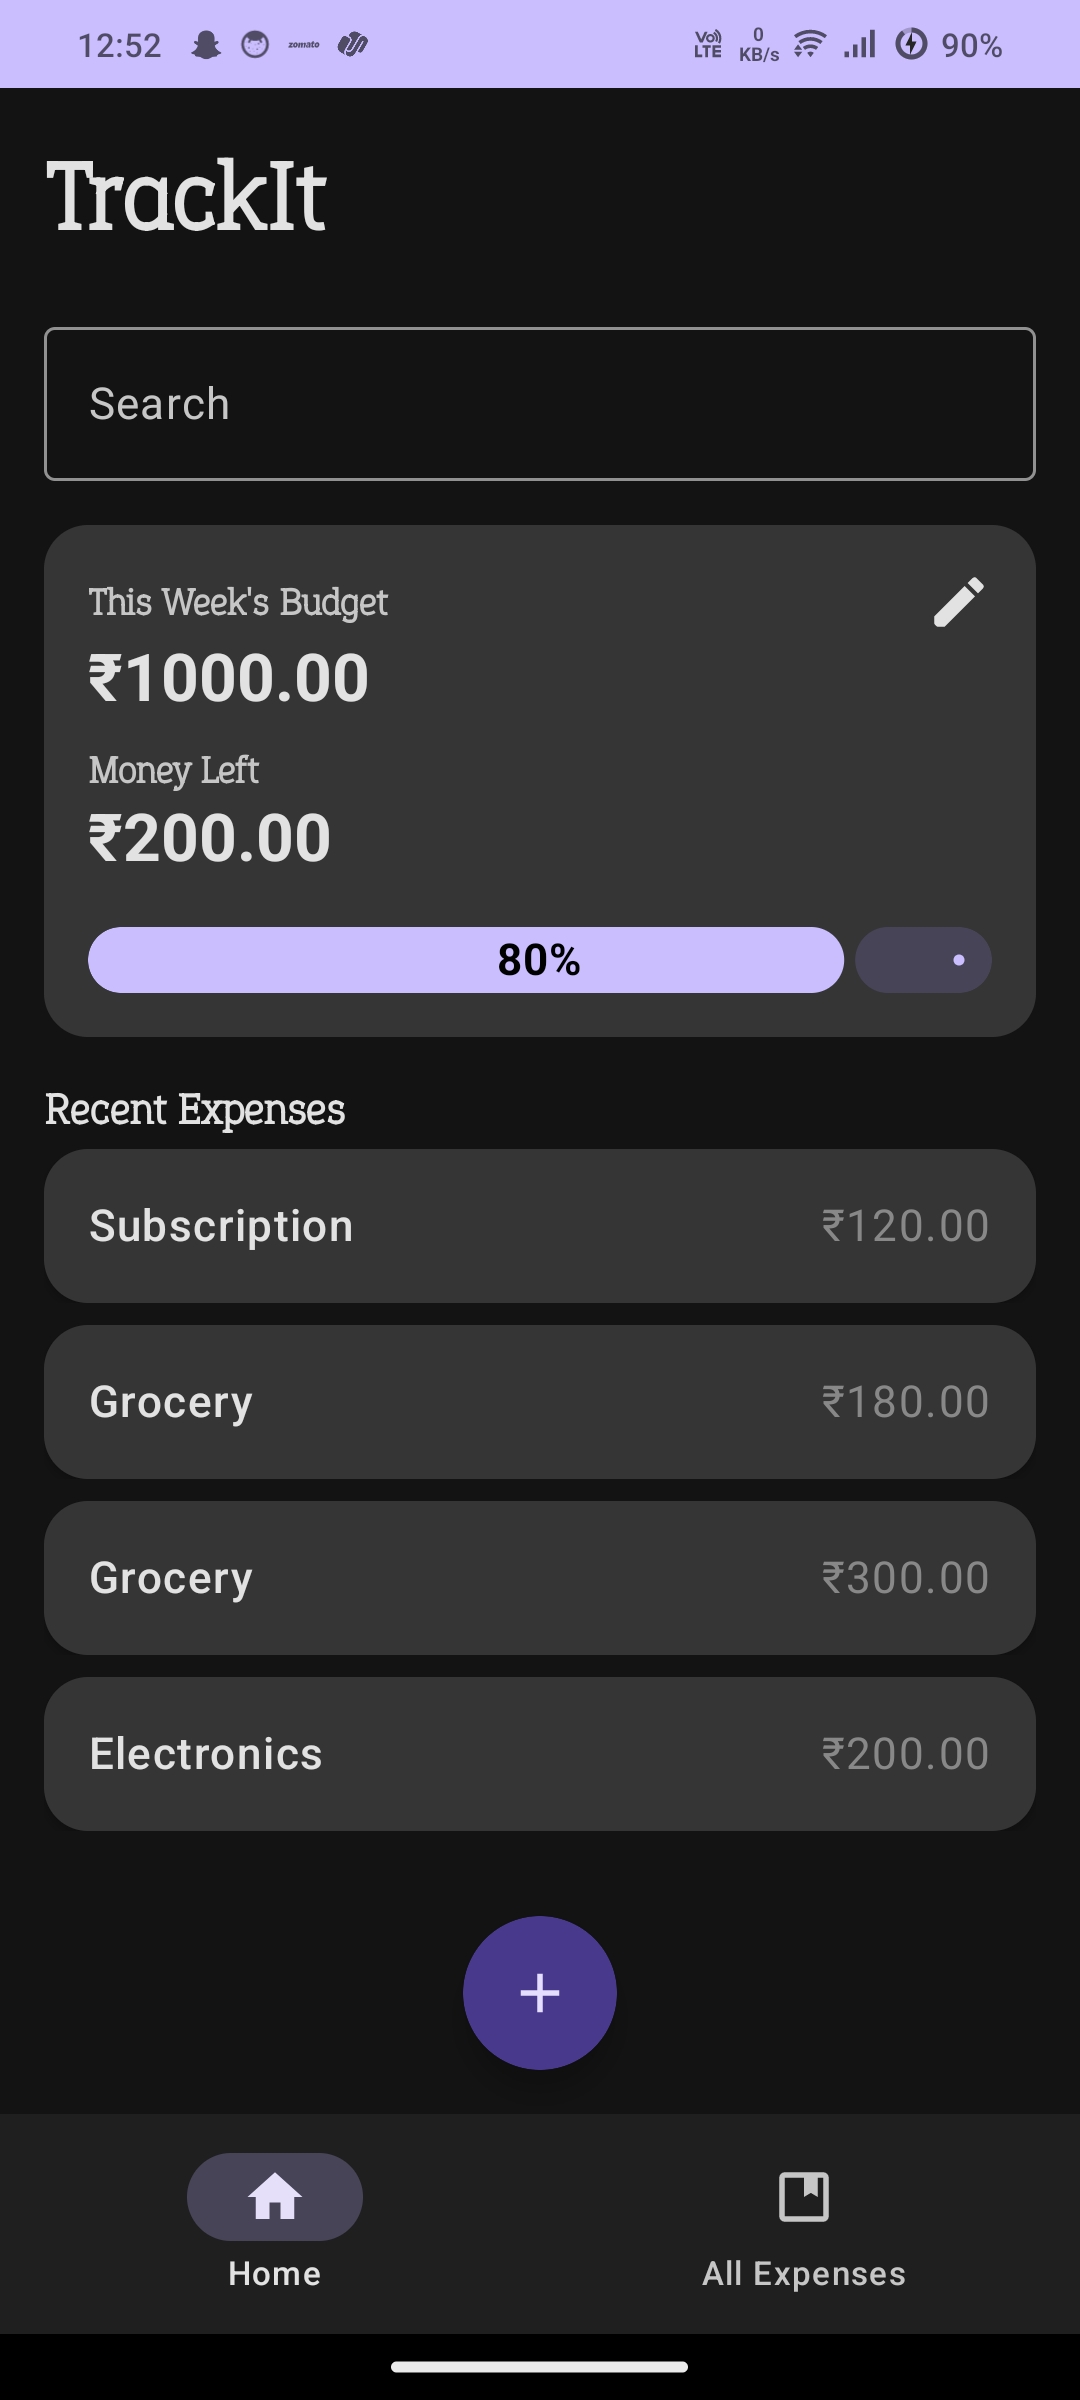 12:52 zomato Vo) LTE 0 KB/s 90%
TrackIt
Search
This Week's Budget
₹1000.00
Money Left
₹200.00
80%
Recent Expenses
Subscription ₹120.00
Grocery ₹180.00
Grocery ₹300.00
Electronics ₹200.00
+
Home All Expenses